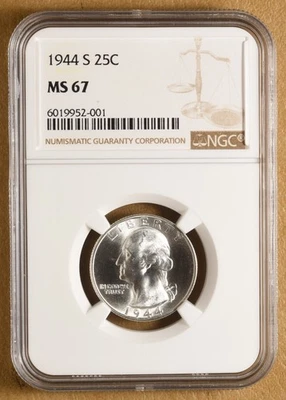 1944 S 25C
MS 67
6019952-001
NUMISMATIC GUARANTY CORPORATION
NGC
LIBERTY
IN GOD WE
TRUST
1944